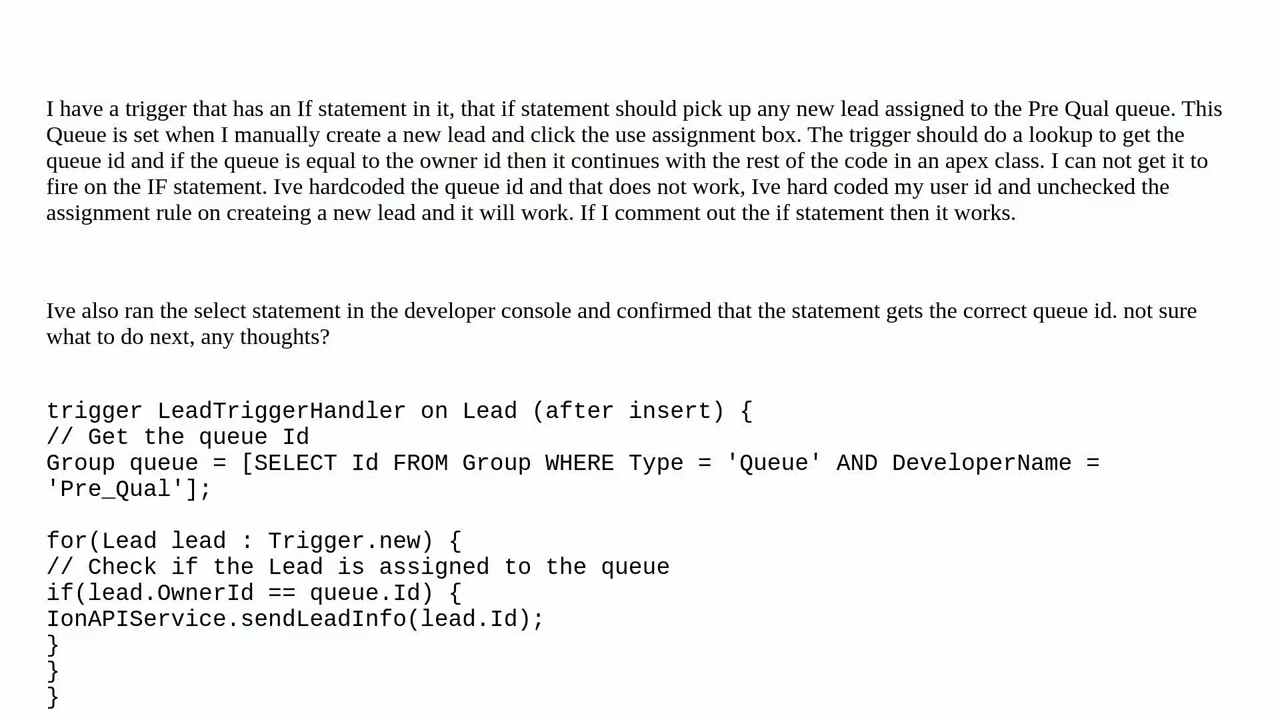 I have a trigger that has an If statement in it, that if statement should pick up any new lead assigned to the Pre Qual queue. This
Queue is set when I manually create a new lead and click the use assignment box. The trigger should do a lookup to get the
queue id and if the queue is equal to the owner id then it continues with the rest of the code in an apex class. I can not get it to
fire on the IF statement. Ive hardcoded the queue id and that does not work, Ive hard coded my user id and unchecked the
assignment rule on createing a new lead and it will work. If I comment out the if statement then it works.
Ive also ran the select statement in the developer console and confirmed that the statement gets the correct queue id. not sure
what to do next, any thoughts?
trigger LeadTriggerHandler on Lead (after insert) {
// Get the queue Id
Group queue = [SELECT Id FROM Group WHERE Type = 'Queue' AND DeveloperName =
'Pre_Qual'];
for(Lead lead : Trigger.new) {
// Check if the Lead is assigned to the queue
if(lead.OwnerId == queue.Id) {
IonAPIService.sendLeadInfo(lead.Id);
}
}
}